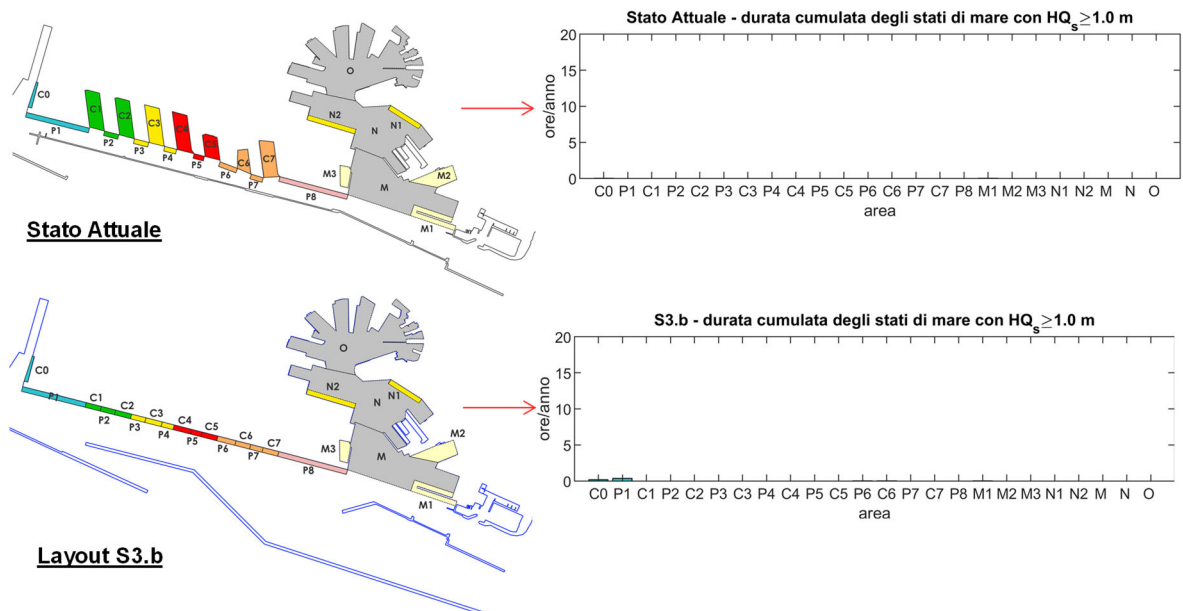 Stato Attuale - durata cumulata degli stati di mare con HQs≥1.0 m
ore/anno
20
15
10
5
0
C0 P1 C1 P2 C2 P3 C3 P4 C4 P5 C5 P6 C6 P7 C7 P8 M1 M2 M3 N1 N2 M N O
area
O
C0
C1
C2
C3
C4
C5
C6
C7
P1
P2
P3
P4
P5
P6
P7
P8
N2
N
N1
M3
M2
M
M1
Stato Attuale
S3.b - durata cumulata degli stati di mare con HQs≥1.0 m
ore/anno
20
15
10
5
0
C0 P1 C1 P2 C2 P3 C3 P4 C4 P5 C5 P6 C6 P7 C7 P8 M1 M2 M3 N1 N2 M N O
area
O
C0
P1
C1
C2
P2
C3
P3
P4
C4
C5
P5
P6
C6
C7
P7
P8
N2
N
N1
M3
M2
M
M1
Layout S3.b